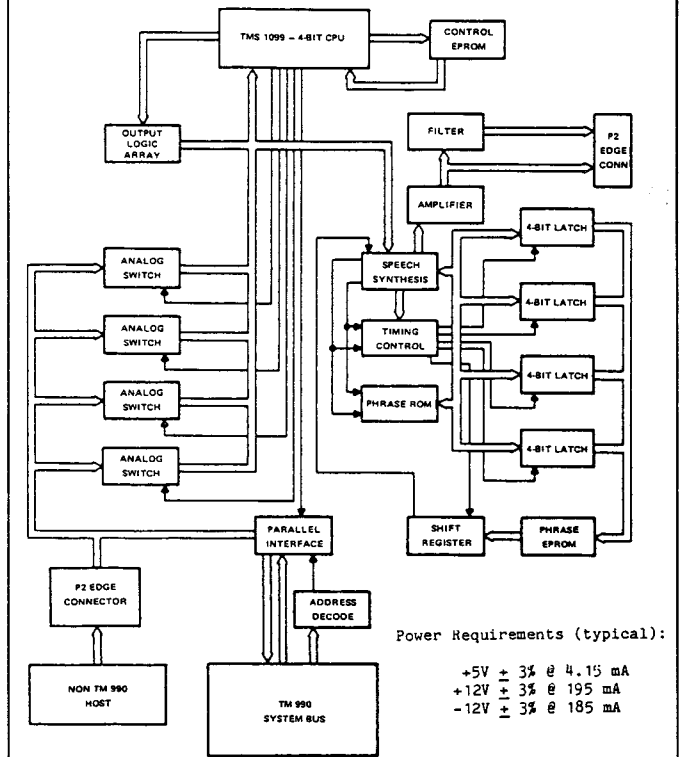 TMS 1099 – 4-BIT CPU
CONTROL
EPROM
OUTPUT
LOGIC
ARRAY
FILTER
P2
EDGE
CONN
AMPLIFIER
ANALOG
SWITCH
SPEECH
SYNTHESIS
4-BIT LATCH
ANALOG
SWITCH
TIMING
CONTROL
4-BIT LATCH
ANALOG
SWITCH
PHRASE ROM
4-BIT LATCH
ANALOG
SWITCH
4-BIT LATCH
PARALLEL
INTERFACE
SHIFT
REGISTER
PHRASE
EPROM
P2 EDGE
CONNECTOR
ADDRESS
DECODE
NON TM 990
HOST
TM 990
SYSTEM BUS
Power Requirements (typical):
+5V ± 3% @ 4.15 mA
+12V ± 3% @ 195 mA
-12V ± 3% @ 185 mA